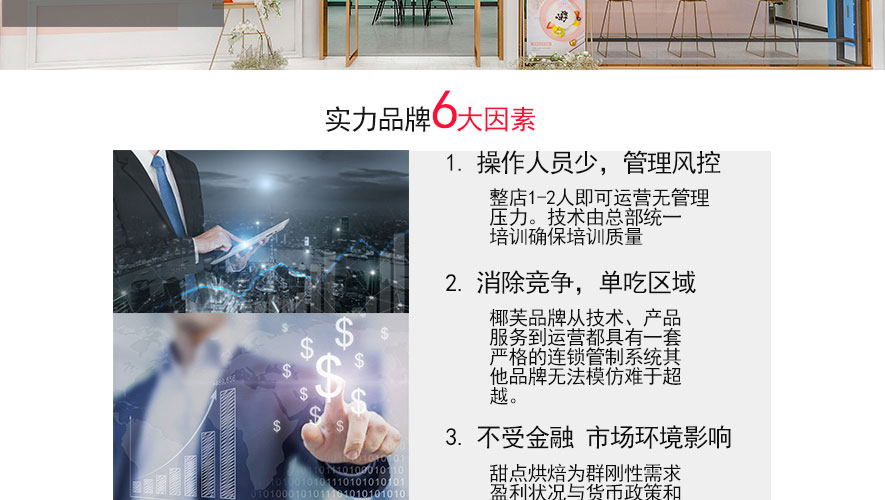 实力品牌6大因素
1. 操作人员少，管理风控
整店1-2人即可运营无管理
压力。技术由总部统一
培训确保培训质量
2. 消除竞争，单吃区域
椰芙品牌从技术、产品
服务到运营都具有一套
严格的连锁管制系统其
他品牌无法模仿难于超
越。
3. 不受金融 市场环境影响
甜点烘焙为群刚性需求
盈利状况与货币政策和